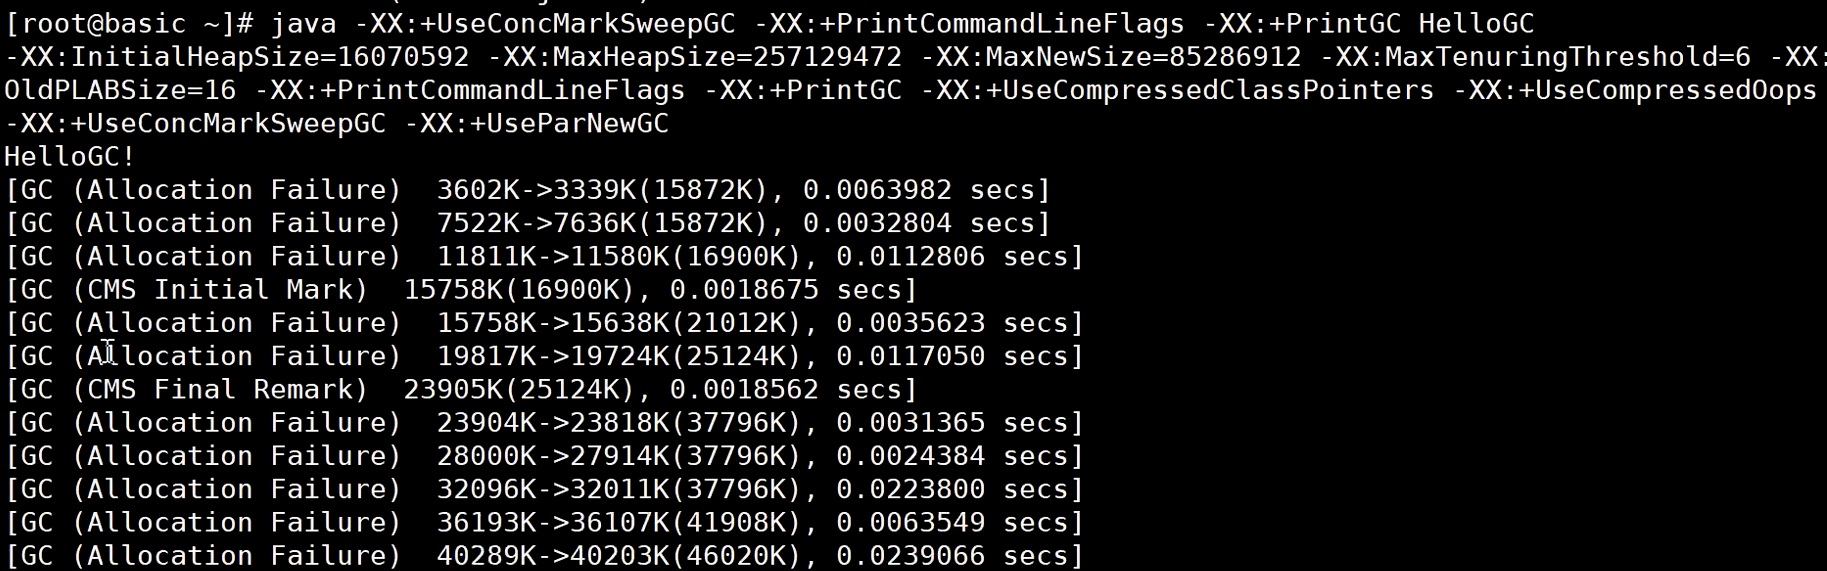 [root@basic ~]# java -XX:+UseConcMarkSweepGC -XX:+PrintCommandLineFlags -XX:+PrintGC HelloGC
-XX:InitialHeapSize=16070592 -XX:MaxHeapSize=257129472 -XX:MaxNewSize=85286912 -XX:MaxTenuringThreshold=6 -XX:
OldPLABSize=16 -XX:+PrintCommandLineFlags -XX:+PrintGC -XX:+UseCompressedClassPointers -XX:+UseCompressedOops
-XX:+UseConcMarkSweepGC -XX:+UseParNewGC
HelloGC!
[GC (Allocation Failure)  3602K->3339K(15872K), 0.0063982 secs]
[GC (Allocation Failure)  7522K->7636K(15872K), 0.0032804 secs]
[GC (Allocation Failure)  11811K->11580K(16900K), 0.0112806 secs]
[GC (CMS Initial Mark)  15758K(16900K), 0.0018675 secs]
[GC (Allocation Failure)  15758K->15638K(21012K), 0.0035623 secs]
[GC (Allocation Failure)  19817K->19724K(25124K), 0.0117050 secs]
[GC (CMS Final Remark)  23905K(25124K), 0.0018562 secs]
[GC (Allocation Failure)  23904K->23818K(37796K), 0.0031365 secs]
[GC (Allocation Failure)  28000K->27914K(37796K), 0.0024384 secs]
[GC (Allocation Failure)  32096K->32011K(37796K), 0.0223800 secs]
[GC (Allocation Failure)  36193K->36107K(41908K), 0.0063549 secs]
[GC (Allocation Failure)  40289K->40203K(46020K), 0.0239066 secs]